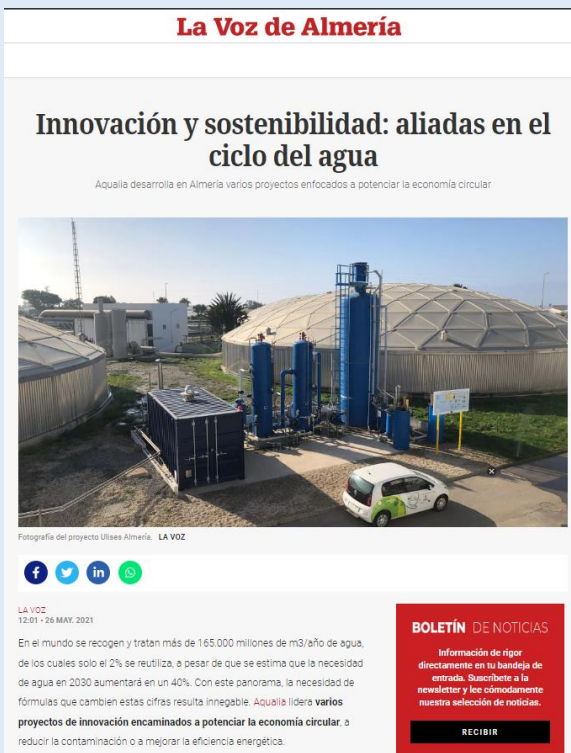 La Voz de Almería
Innovación y sostenibilidad: aliadas en el
ciclo del agua
Aqualia desarrolla en Almería varios proyectos enfocados a potenciar la economía circular
Fotografía del proyecto Ulises Almería. LA VOZ
LA VOZ
12:01 - 26 MAY. 2021
En el mundo se recogen y tratan más de 165.000 millones de m3/año de agua,
de los cuales solo el 2% se reutiliza, a pesar de que se estima que la necesidad
de agua en 2030 aumentará en un 40%. Con este panorama, la necesidad de
fórmulas que cambien estas cifras resulta innegable. Aqualia lidera varios
proyectos de innovación encaminados a potenciar la economía circular, a
reducir la contaminación o a mejorar la eficiencia energética.
BOLETÍN DE NOTICIAS
Información de rigor
directamente en tu bandeja de
entrada. Suscríbete a la
newsletter y lee cómodamente
nuestra selección de noticias.
RECIBIR